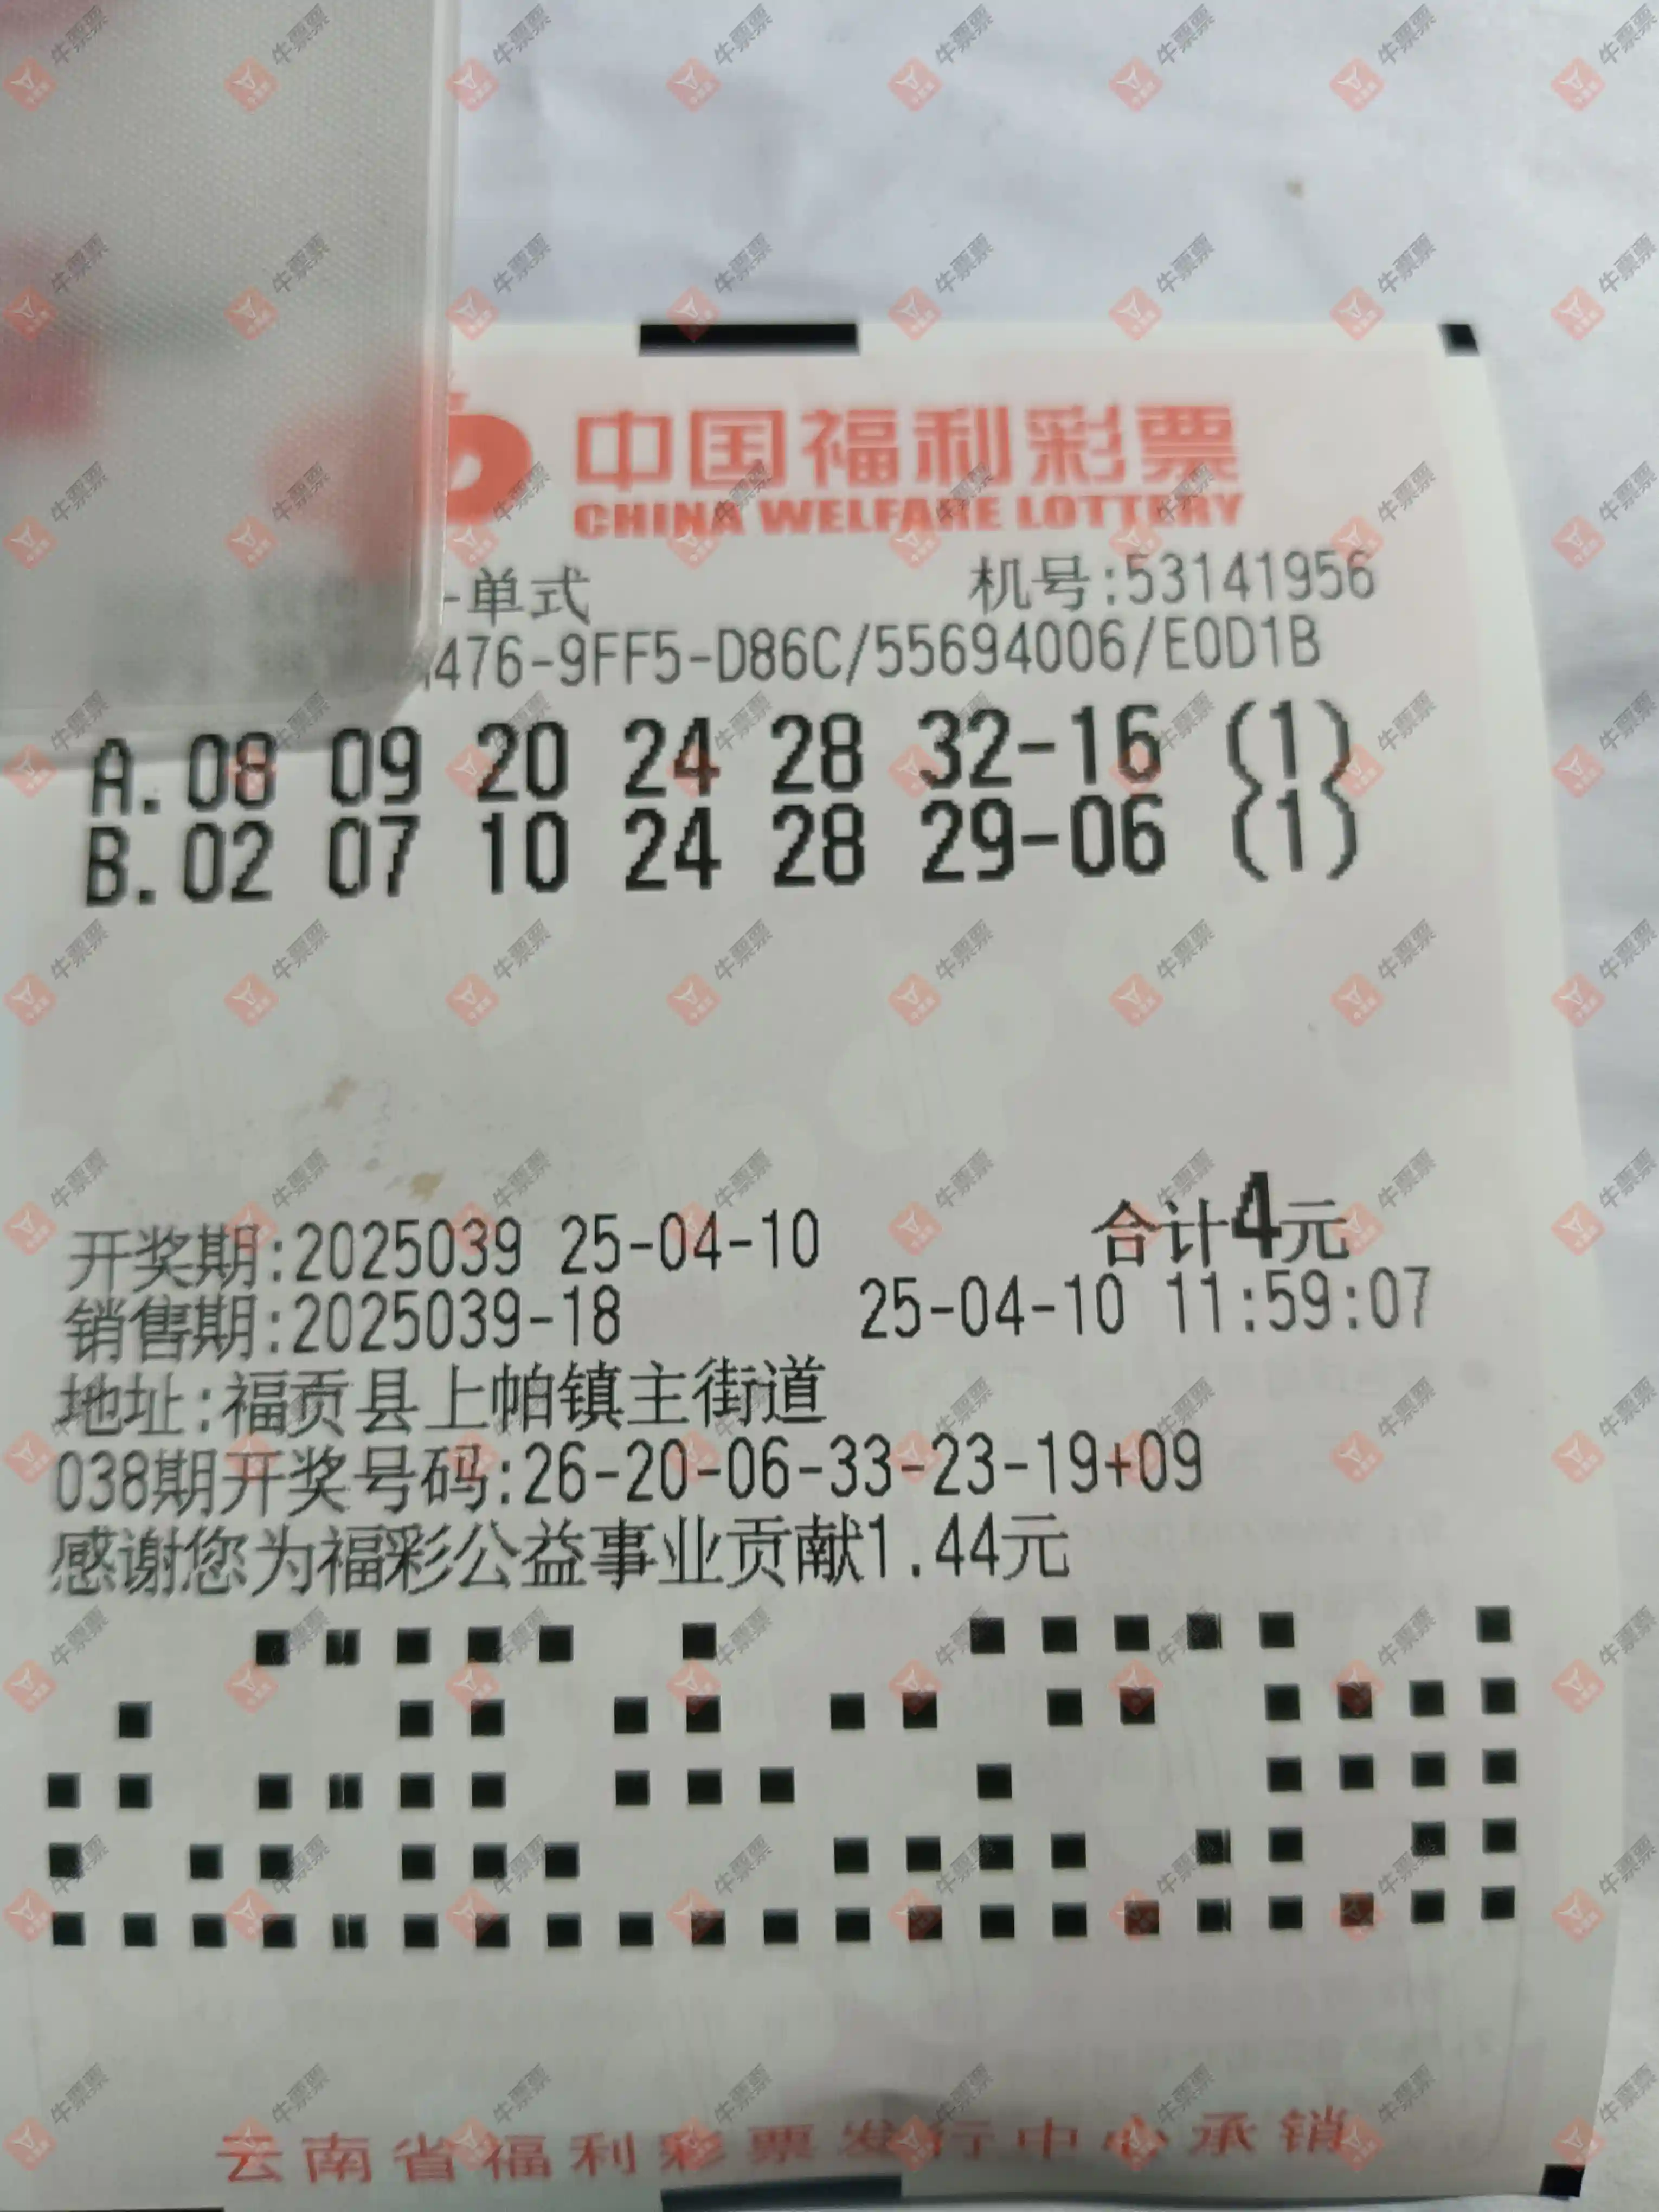 中国福利彩票
CHINA WELFARE LOTTERY
-单式 机号:53141956
476-9FF5-D86C/55694006/E0D1B
A.08 09 20 24 28 32-16 (1)
B.02 07 10 24 28 29-06 (1)
开奖期:2025039 25-04-10 合计4元
销售期:2025039-18 25-04-10 11:59:07
地址:福贡县上帕镇主街道
038期开奖号码:26-20-06-33-23-19+09
感谢您为福彩公益事业贡献1.44元
云南省福利彩票发行中心承销
牛票票